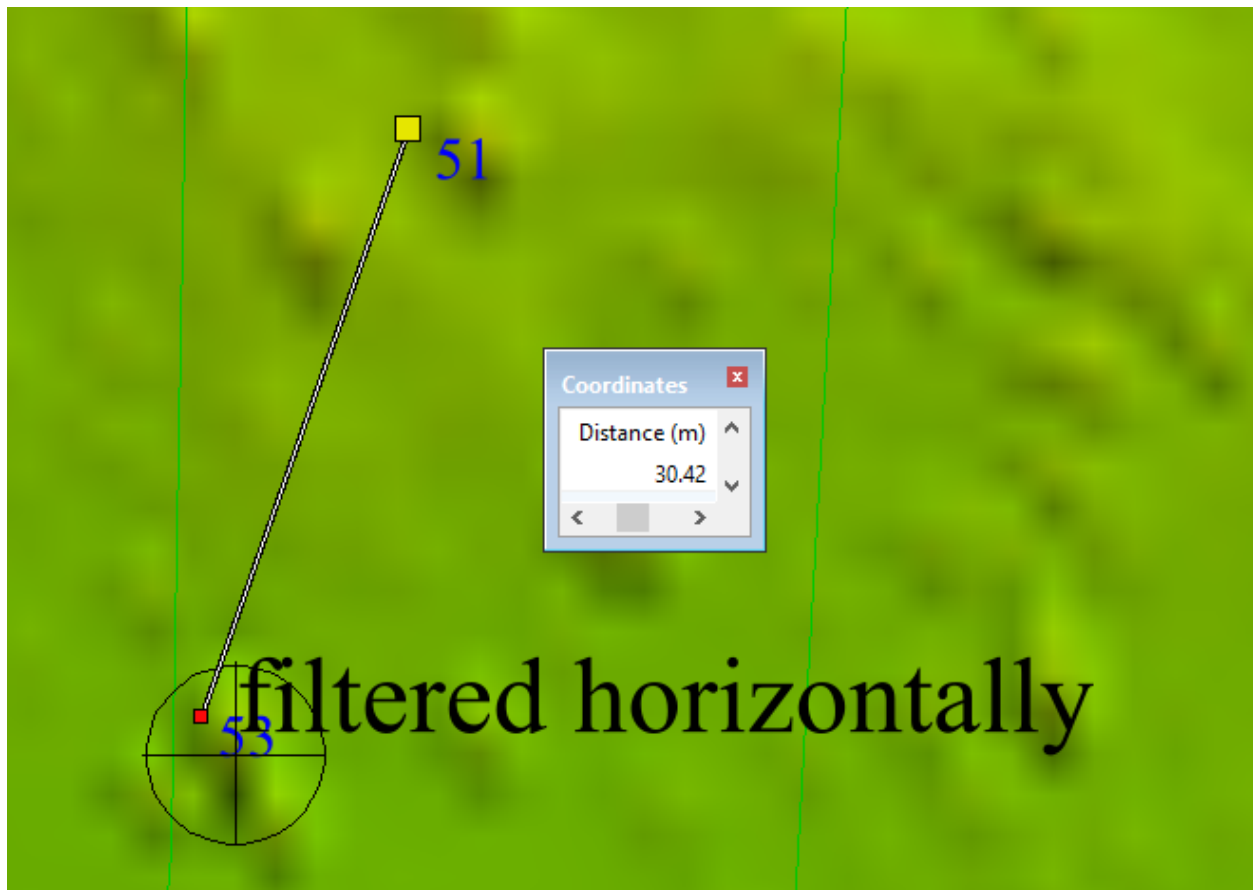 51
Coordinates
Distance (m)
30.42
filtered horizontally
53